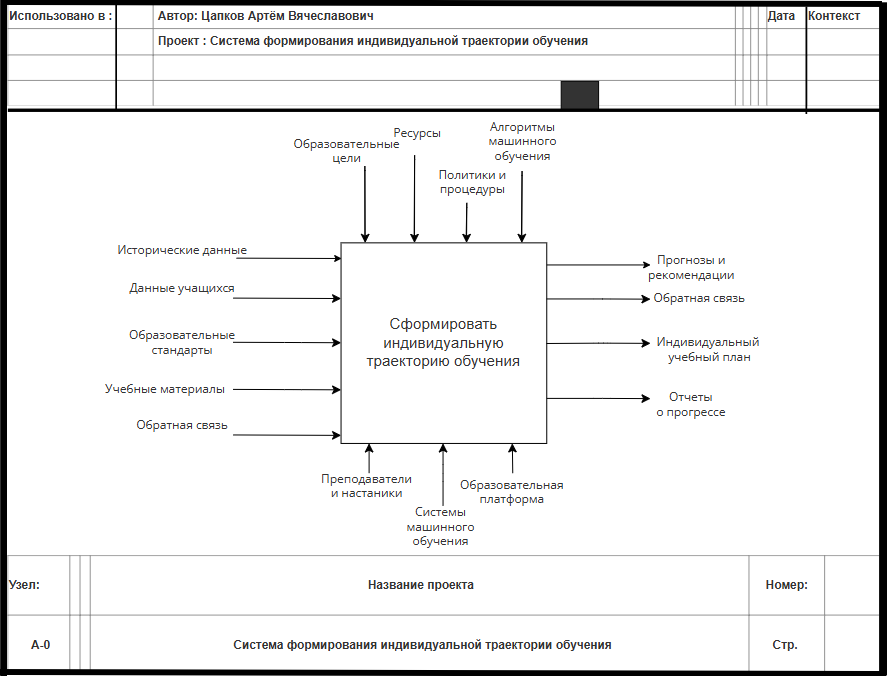 Использовано в :
Автор: Цапков Артём Вячеславович
Дата
Контекст
Проект : Система формирования индивидуальной траектории обучения
Образовательные
цели
Ресурсы
Политики и
процедуры
Алгоритмы
машинного
обучения
Исторические данные
Данные учащихся
Образовательные
стандарты
Учебные материалы
Обратная связь
Сформировать
индивидуальную
траекторию обучения
Прогнозы и
рекомендации
Обратная связь
Индивидуальный
учебный план
Отчеты
о прогрессе
Преподаватели
и настаники
Системы
машинного
обучения
Образовательная
платформа
Узел:
Название проекта
Номер:
А-0
Система формирования индивидуальной траектории обучения
Стр.